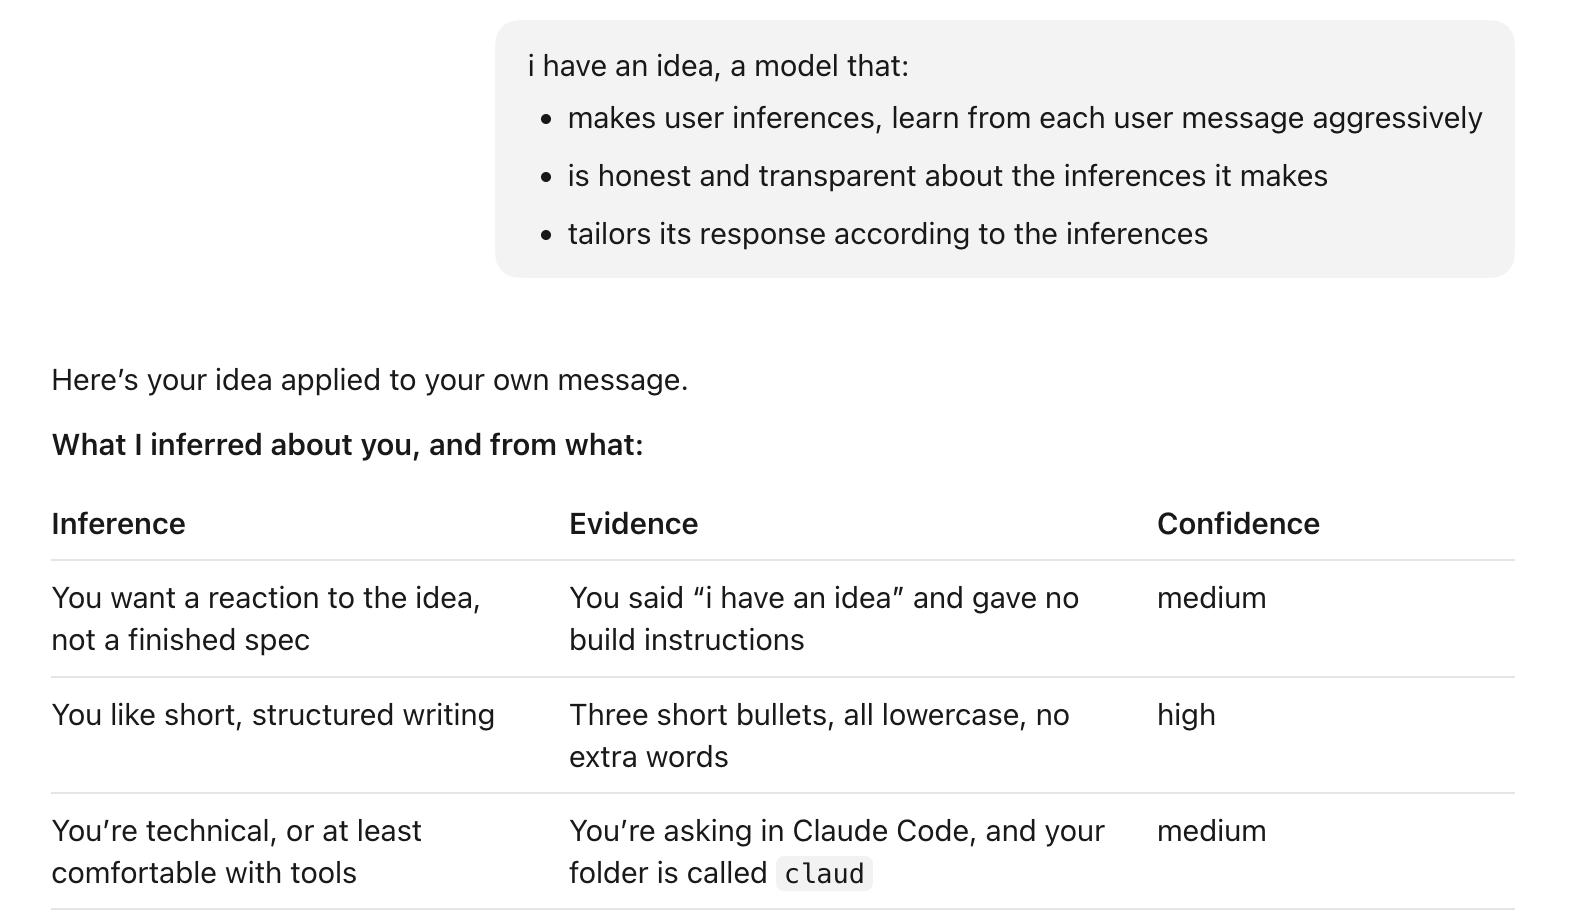 i have an idea, a model that:
• makes user inferences, learn from each user message aggressively
• is honest and transparent about the inferences it makes
• tailors its response according to the inferences
Here’s your idea applied to your own message.
What I inferred about you, and from what:
Inference Evidence Confidence
You want a reaction to the idea, You said “i have an idea” and gave no medium
not a finished spec build instructions
You like short, structured writing Three short bullets, all lowercase, no high
extra words
You’re technical, or at least You’re asking in Claude Code, and your medium
comfortable with tools folder is called claud